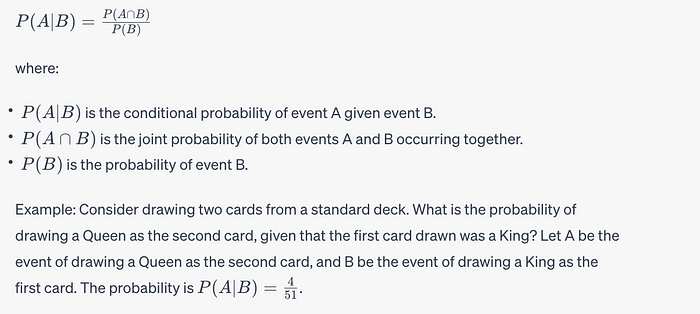 P(A|B) = P(A∩B)/P(B)
where:
• P(A|B) is the conditional probability of event A given event B.
• P(A ∩ B) is the joint probability of both events A and B occurring together.
• P(B) is the probability of event B.
Example: Consider drawing two cards from a standard deck. What is the probability of
drawing a Queen as the second card, given that the first card drawn was a King? Let A be the
event of drawing a Queen as the second card, and B be the event of drawing a King as the
first card. The probability is P(A|B) = 4/51.